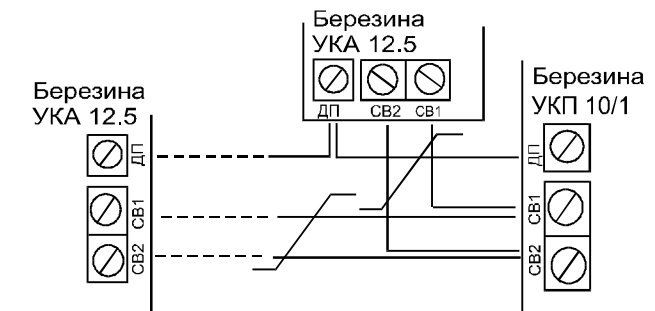 Березина
УКА 12.5
ДП СВ2 СВ1
Березина
УКА 12.5
ДП
СВ1
СВ2
Березина
УКП 10/1
ДП
СВ1
СВ2